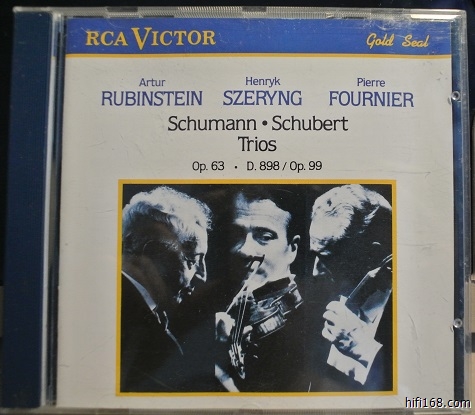 RCA VICTOR Gold Seal
Artur Henryk Pierre
RUBINSTEIN SZERYNG FOURNIER
Schumann • Schubert
Trios
Op. 63 • D. 898 / Op. 99
hifi168.com